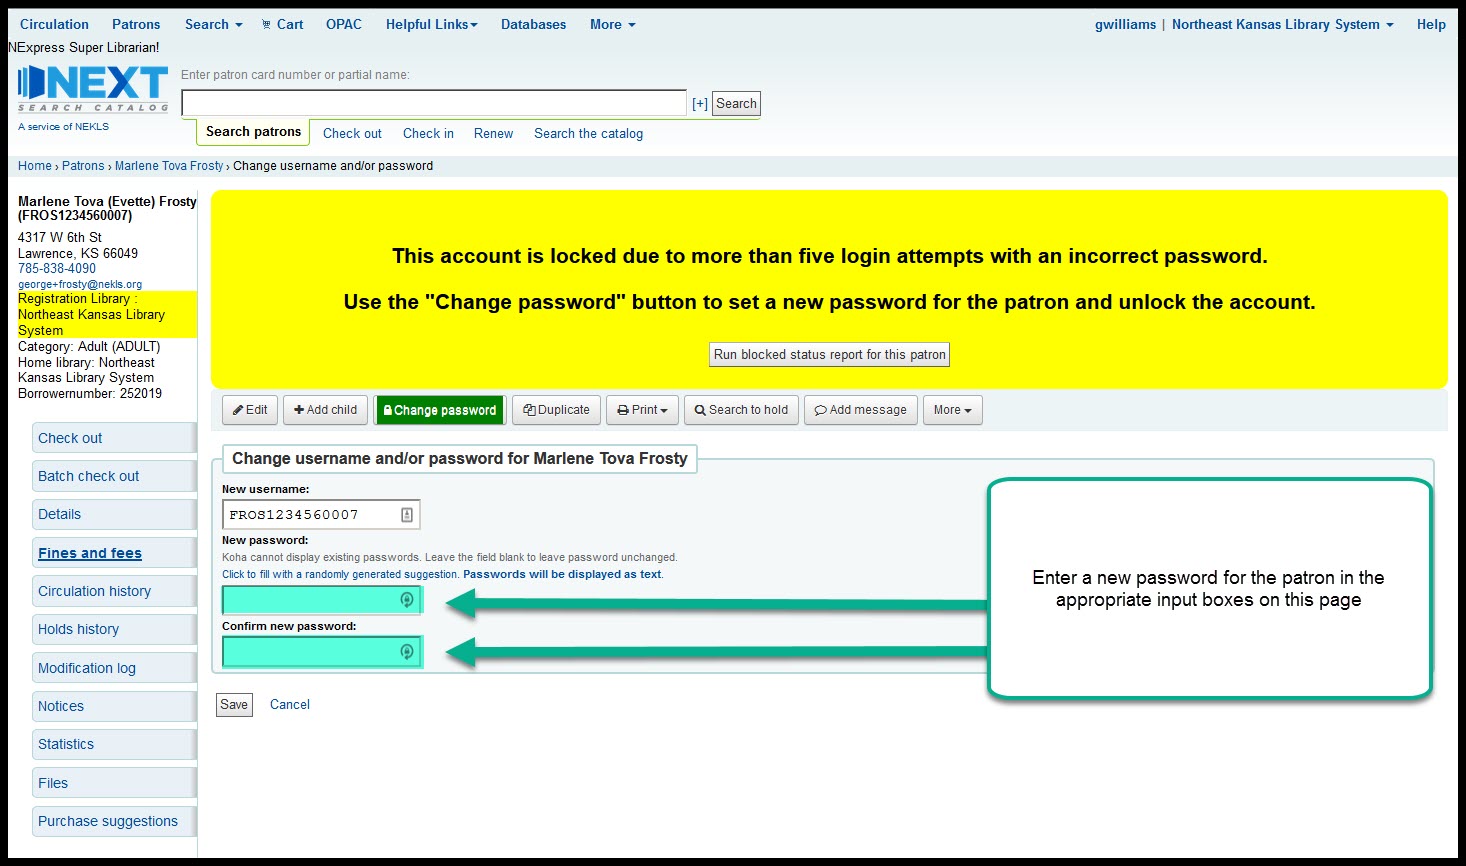 Circulation Patrons Search Cart OPAC Helpful Links Databases More gwilliams | Northeast Kansas Library System Help
NExpress Super Librarian!
NEXT
SEARCH CATALOG
A service of NEKLS
Enter patron card number or partial name:
[+] Search
Search patrons Check out Check in Renew Search the catalog
Home › Patrons › Marlene Tova Frosty › Change username and/or password
Marlene Tova (Evette) Frosty
(FROS1234560007)
4317 W 6th St
Lawrence, KS 66049
785-838-4090
george+frosty@nekls.org
Registration Library :
Northeast Kansas Library
System
Category: Adult (ADULT)
Home library: Northeast
Kansas Library System
Borrowernumber: 252019
Check out
Batch check out
Details
Fines and fees
Circulation history
Holds history
Modification log
Notices
Statistics
Files
Purchase suggestions
This account is locked due to more than five login attempts with an incorrect password.
Use the "Change password" button to set a new password for the patron and unlock the account.
Run blocked status report for this patron
Edit Add child Change password Duplicate Print Search to hold Add message More
Change username and/or password for Marlene Tova Frosty
New username:
FROS1234560007
New password:
Koha cannot display existing passwords. Leave the field blank to leave password unchanged.
Click to fill with a randomly generated suggestion. Passwords will be displayed as text.
Confirm new password:
Save Cancel
Enter a new password for the patron in the
appropriate input boxes on this page